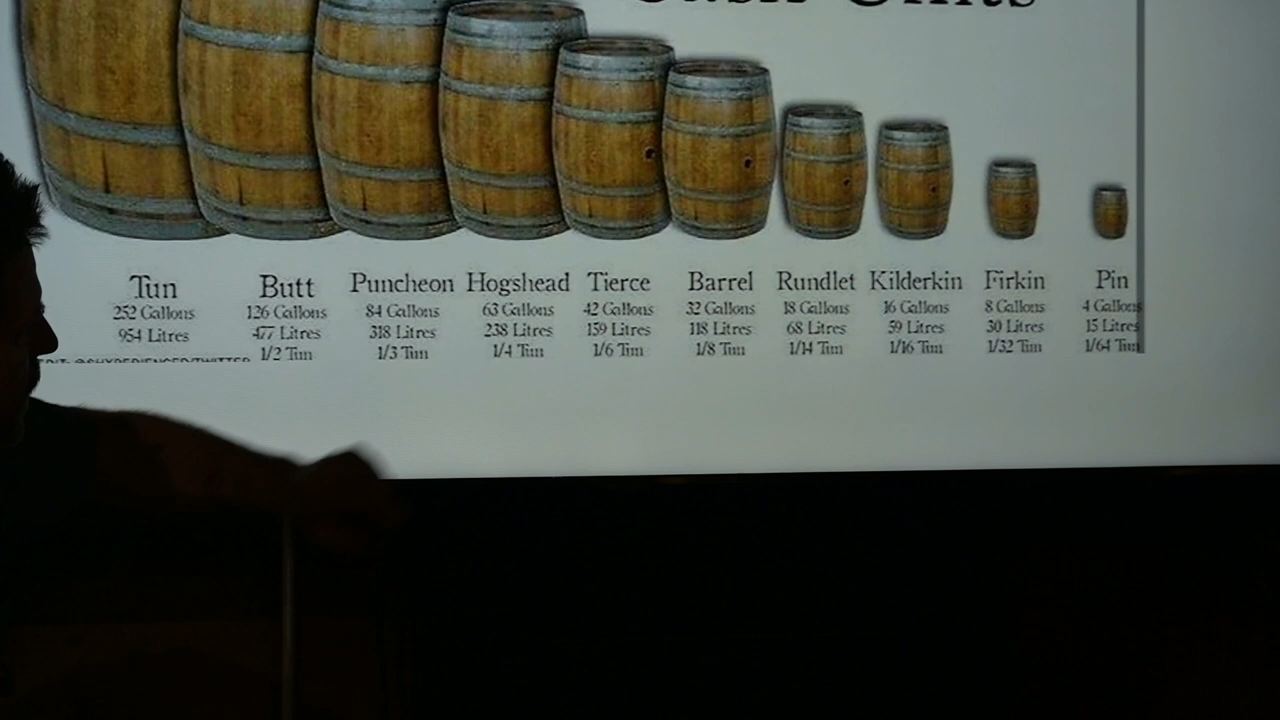 Tun
252 Gallons
954 Litres
Butt
126 Gallons
477 Litres
1/2 Tun
Puncheon
84 Gallons
318 Litres
1/3 Tun
Hogshead
63 Gallons
238 Litres
1/4 Tun
Tierce
42 Gallons
159 Litres
1/6 Tun
Barrel
32 Gallons
118 Litres
1/8 Tun
Rundlet
18 Gallons
68 Litres
1/14 Tun
Kilderkin
16 Gallons
59 Litres
1/16 Tun
Firkin
8 Gallons
30 Litres
1/32 Tun
Pin
4 Gallons
15 Litres
1/64 Tun